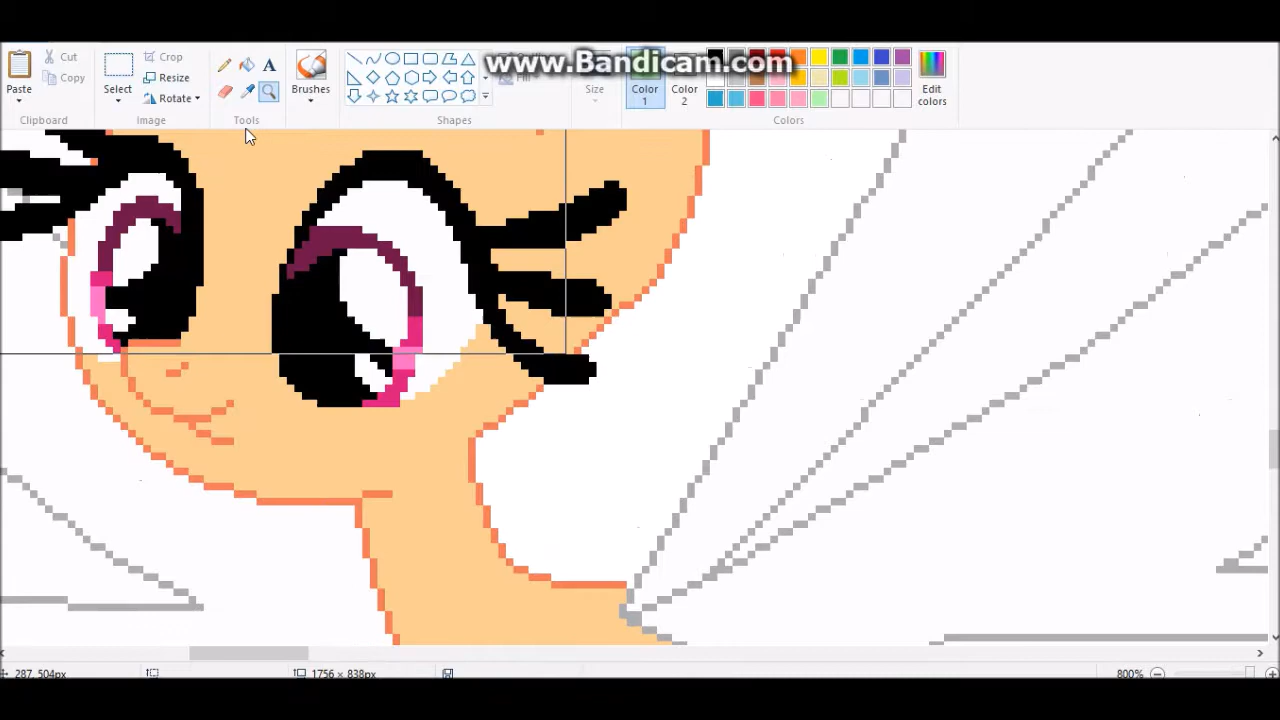 www.Bandicam.com
Cut
Crop
Copy
Resize
Paste
Select
Rotate
Brushes
Fill
Size
Color 1
Color 2
Edit colors
Clipboard
Image
Tools
Shapes
Colors
287, 504px
1756 × 838px
800%